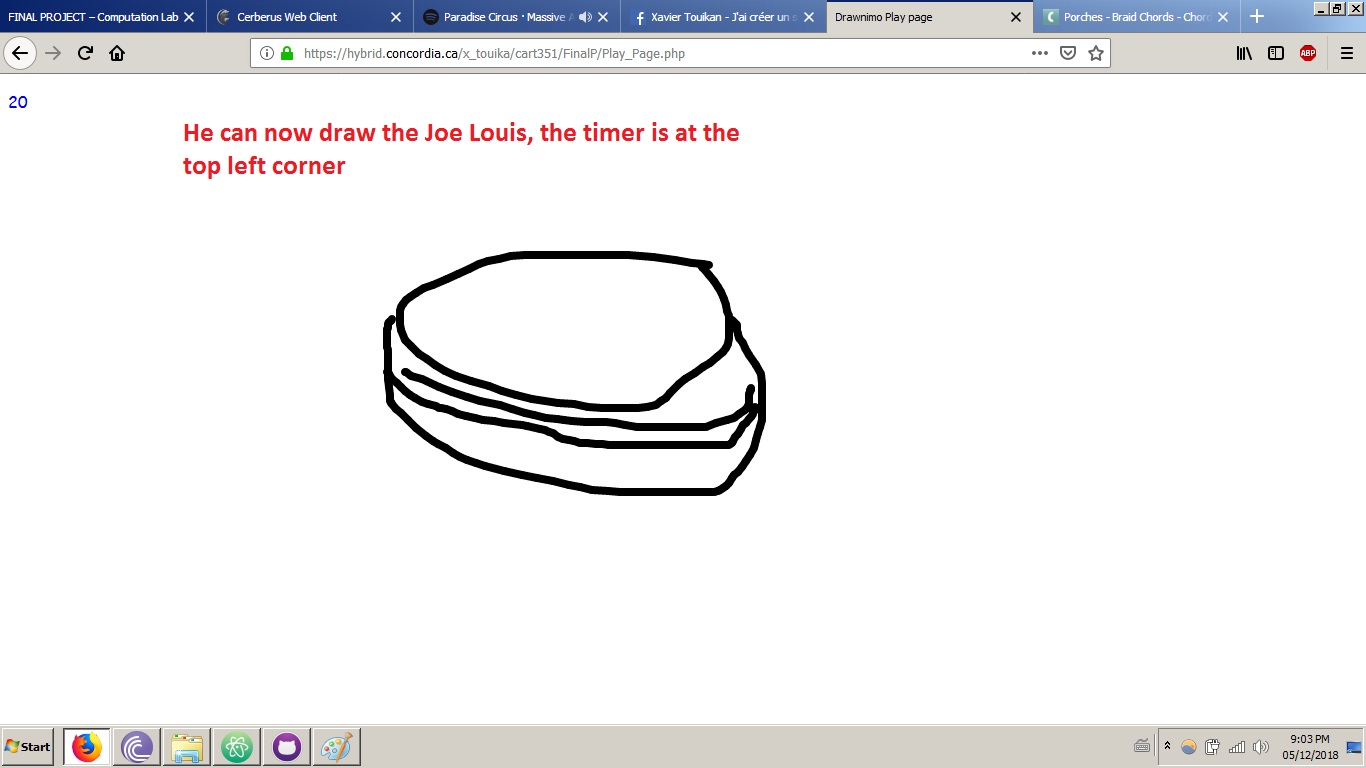 FINAL PROJECT – Computation Lab
Cerberus Web Client
Paradise Circus · Massive A
Xavier Touikan - J'ai créer un s
Drawnimo Play page
Porches - Braid Chords - Chord
https://hybrid.concordia.ca/x_touika/cart351/FinalP/Play_Page.php
ABP
20
He can now draw the Joe Louis, the timer is at the
top left corner
Start
9:03 PM
05/12/2018